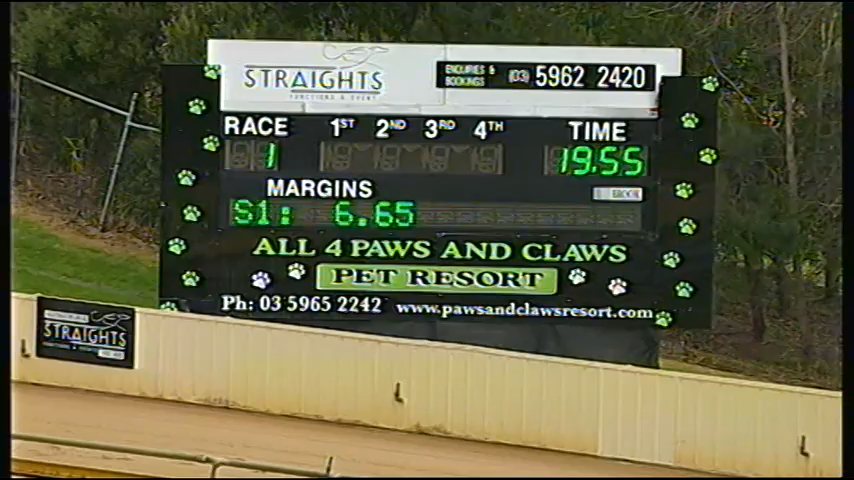 STRAIGHTS
FUNCTIONS & EVENT
ENQUIRIES &
BOOKINGS (03) 5962 2420
RACE 1ST 2ND 3RD 4TH TIME
1 19.55
MARGINS
S1: 6.65
ALL 4 PAWS AND CLAWS
PET RESORT
Ph: 03 5965 2242 www.pawsandclawsresort.com
STRAIGHTS